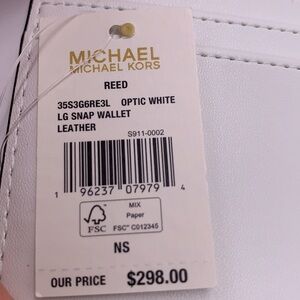 MICHAEL
MICHAEL KORS
REED
35S3G6RE3L OPTIC WHITE
LG SNAP WALLET
LEATHER
S911-0002
1 96237 07979 4
FSC
MIX
Paper
FSC® C012345
NS
OUR PRICE $298.00